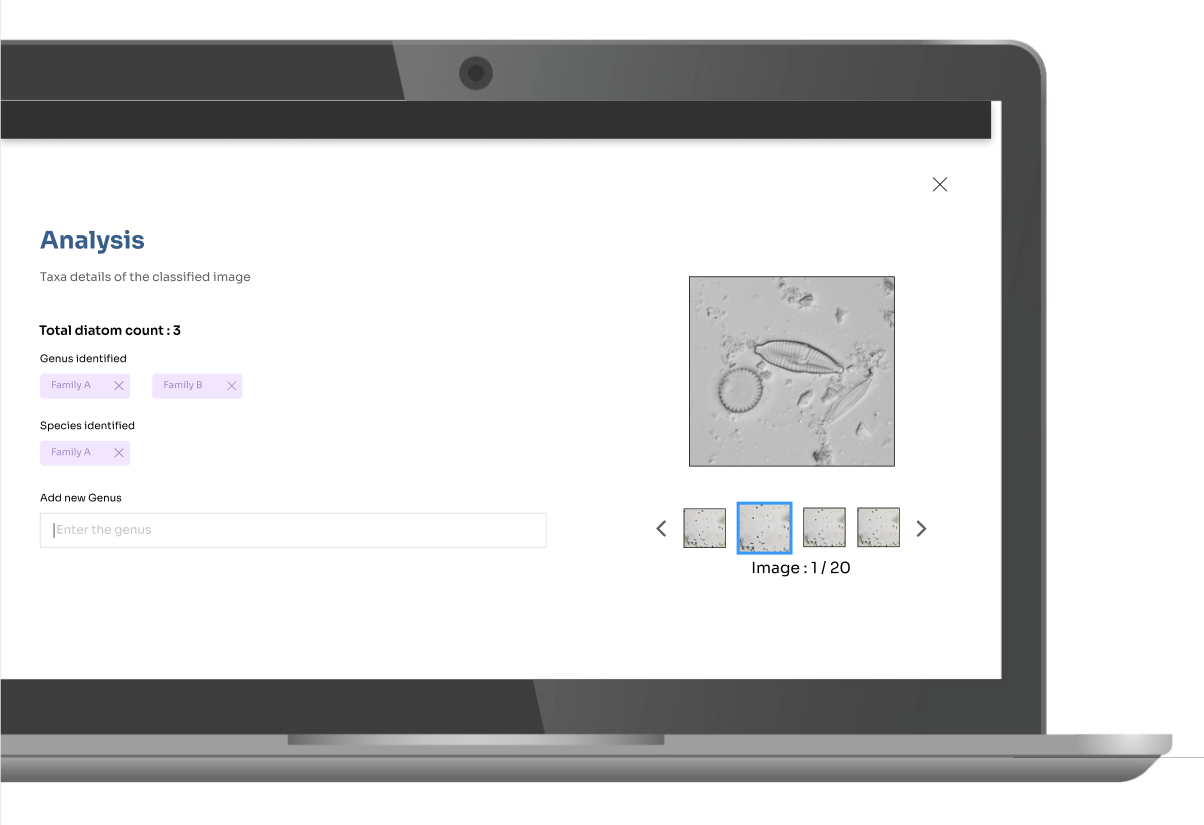 Analysis
Taxa details of the classified image
Total diatom count : 3
Genus identified
Family A
Family B
Species identified
Family A
Add new Genus
Enter the genus
Image : 1 / 20